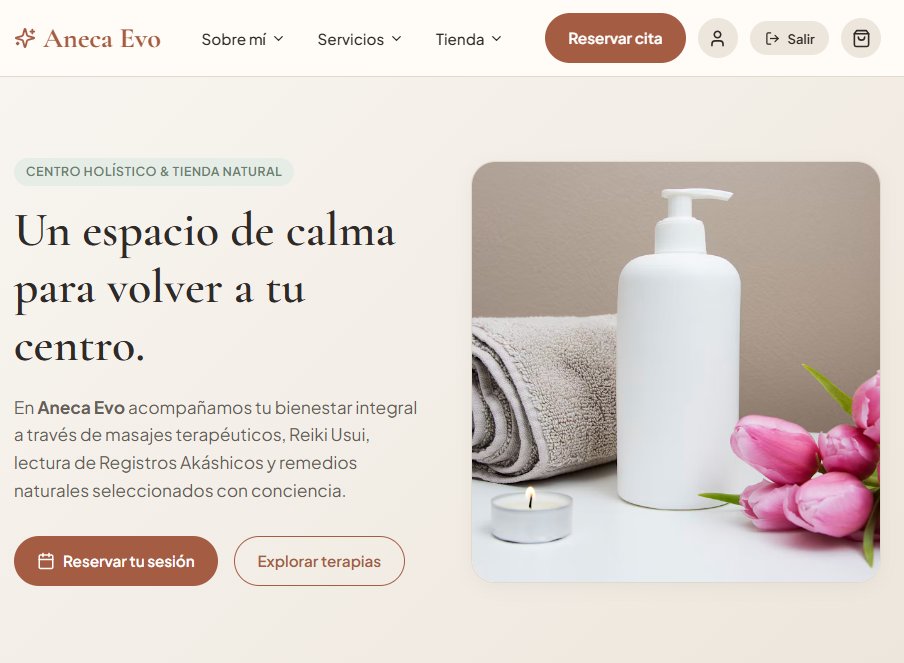 Aneca Evo
Sobre mí
Servicios
Tienda
Reservar cita
Salir
CENTRO HOLÍSTICO & TIENDA NATURAL
Un espacio de calma
para volver a tu
centro.
En Aneca Evo acompañamos tu bienestar integral
a través de masajes terapéuticos, Reiki Usui,
lectura de Registros Akáshicos y remedios
naturales seleccionados con conciencia.
Reservar tu sesión
Explorar terapias